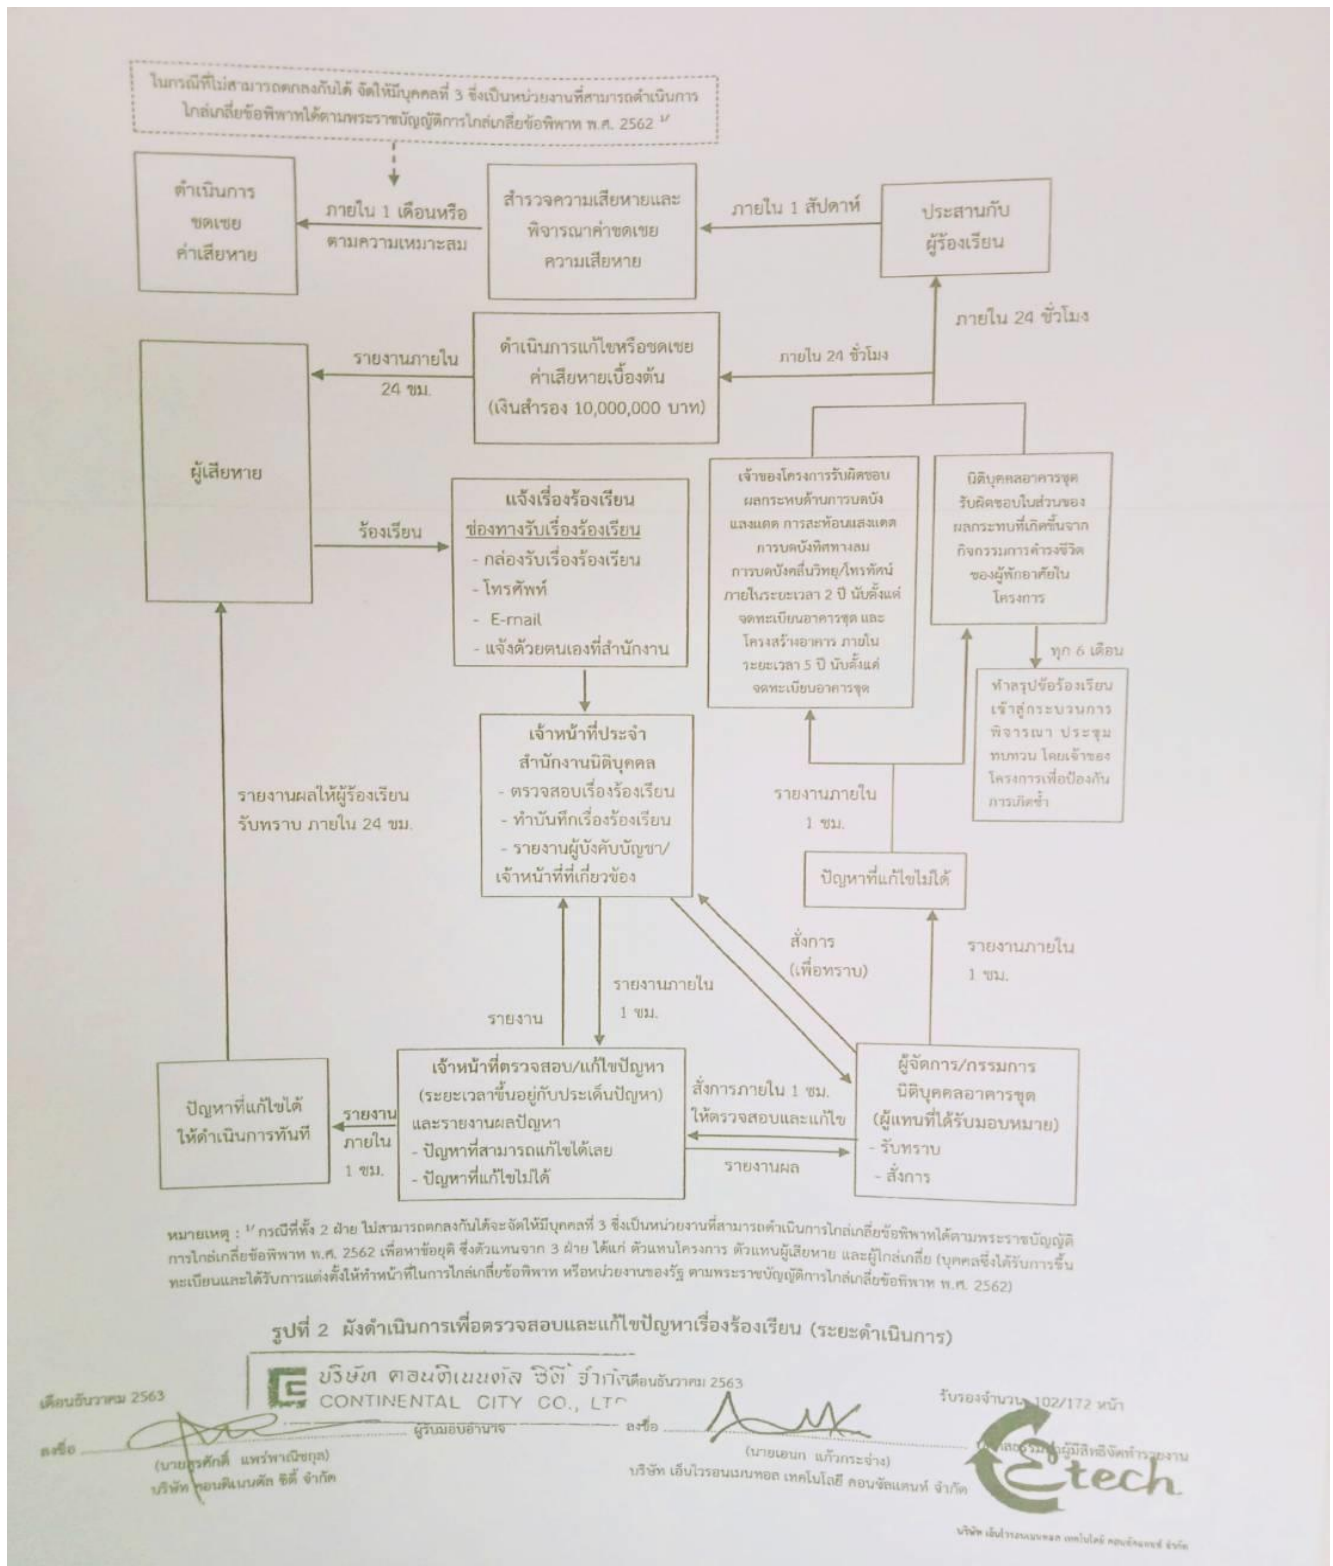 ในกรณีที่ไม่สามารถตกลงกันได้ จัดให้มีบุคคลที่ 3 ซึ่งเป็นหน่วยงานที่สามารถดำเนินการ
ไกล่เกลี่ยข้อพิพาทได้ตามพระราชบัญญัติการไกล่เกลี่ยข้อพิพาท พ.ศ. 2562 1/
ดำเนินการ
ชดเชย
ค่าเสียหาย
ภายใน 1 เดือนหรือ
ตามความเหมาะสม
สำรวจความเสียหายและ
พิจารณาค่าชดเชย
ความเสียหาย
ภายใน 1 สัปดาห์
ประสานกับ
ผู้ร้องเรียน
ภายใน 24 ชั่วโมง
ผู้เสียหาย
รายงานภายใน
24 ชม.
ดำเนินการแก้ไขหรือชดเชย
ค่าเสียหายเบื้องต้น
(เงินสำรอง 10,000,000 บาท)
ภายใน 24 ชั่วโมง
ร้องเรียน
แจ้งเรื่องร้องเรียน
ช่องทางรับเรื่องร้องเรียน
- กล่องรับเรื่องร้องเรียน
- โทรศัพท์
- E-mail
- แจ้งด้วยตนเองที่สำนักงาน
เจ้าของโครงการรับผิดชอบ
ผลกระทบด้านการบดบัง
แสงแดด การสะท้อนแสงแดด
การบดบังทิศทางลม
การบดบังคลื่นวิทยุ/โทรทัศน์
ภายในระยะเวลา 2 ปี นับตั้งแต่
จดทะเบียนอาคารชุด และ
โครงสร้างอาคาร ภายใน
ระยะเวลา 5 ปี นับตั้งแต่
จดทะเบียนอาคารชุด
นิติบุคคลอาคารชุด
รับผิดชอบในส่วนของ
ผลกระทบที่เกิดขึ้นจาก
กิจกรรมการดำรงชีวิต
ของผู้พักอาศัยใน
โครงการ
ทุก 6 เดือน
ทำสรุปข้อร้องเรียน
เข้าสู่กระบวนการ
พิจารณา ประชุม
ทบทวน โดยเจ้าของ
โครงการเพื่อป้องกัน
การเกิดซ้ำ
เจ้าหน้าที่ประจำ
สำนักงานนิติบุคคล
- ตรวจสอบเรื่องร้องเรียน
- ทำบันทึกเรื่องร้องเรียน
- รายงานผู้บังคับบัญชา/
เจ้าหน้าที่ที่เกี่ยวข้อง
รายงานผลให้ผู้ร้องเรียน
รับทราบ ภายใน 24 ชม.
รายงานภายใน
1 ชม.
ปัญหาที่แก้ไขไม่ได้
สั่งการ
(เพื่อทราบ)
รายงานภายใน
1 ชม.
รายงาน
รายงานภายใน
1 ชม.
ปัญหาที่แก้ไขได้
ให้ดำเนินการทันที
รายงาน
ภายใน
1 ชม.
เจ้าหน้าที่ตรวจสอบ/แก้ไขปัญหา
(ระยะเวลาขึ้นอยู่กับประเด็นปัญหา)
และรายงานผลปัญหา
- ปัญหาที่สามารถแก้ไขได้เลย
- ปัญหาที่แก้ไขไม่ได้
สั่งการภายใน 1 ชม.
ให้ตรวจสอบและแก้ไข
รายงานผล
ผู้จัดการ/กรรมการ
นิติบุคคลอาคารชุด
(ผู้แทนที่ได้รับมอบหมาย)
- รับทราบ
- สั่งการ
หมายเหตุ : 1/ กรณีที่ทั้ง 2 ฝ่าย ไม่สามารถตกลงกันได้จะจัดให้มีบุคคลที่ 3 ซึ่งเป็นหน่วยงานที่สามารถดำเนินการไกล่เกลี่ยข้อพิพาทได้ตามพระราชบัญญัติ
การไกล่เกลี่ยข้อพิพาท พ.ศ. 2562 เพื่อหาข้อยุติ ซึ่งตัวแทนจาก 3 ฝ่าย ได้แก่ ตัวแทนโครงการ ตัวแทนผู้เสียหาย และผู้ไกล่เกลี่ย (บุคคลซึ่งได้รับการขึ้น
ทะเบียนและได้รับการแต่งตั้งให้ทำหน้าที่ในการไกล่เกลี่ยข้อพิพาท หรือหน่วยงานของรัฐ ตามพระราชบัญญัติการไกล่เกลี่ยข้อพิพาท พ.ศ. 2562)
รูปที่ 2 ผังดำเนินการเพื่อตรวจสอบและแก้ไขปัญหาเรื่องร้องเรียน (ระยะดำเนินการ)
บริษัท คอนติเนนตัล ซิตี้ จำกัด
CONTINENTAL CITY CO., LT
เดือนธันวาคม 2563
เดือนธันวาคม 2563
รับรองจำนวน 102/172 หน้า
ลงชื่อ
ผู้รับมอบอำนาจ
ลงชื่อ
ผู้มีสิทธิจัดทำรายงาน
แพร่พาณิชกุล)
(นายเอนก แก้วกระจ่าง)
บริษัท คอนติเนนตัล ซิตี้ จำกัด
บริษัท เอ็นไวรอนเมนทอล เทคโนโลยี คอนซัลแตนท์ จำกัด
Etech
บริษัท เอ็นไวรอนเมนทอล เทคโนโลยี คอนซัลแตนท์ จำกัด